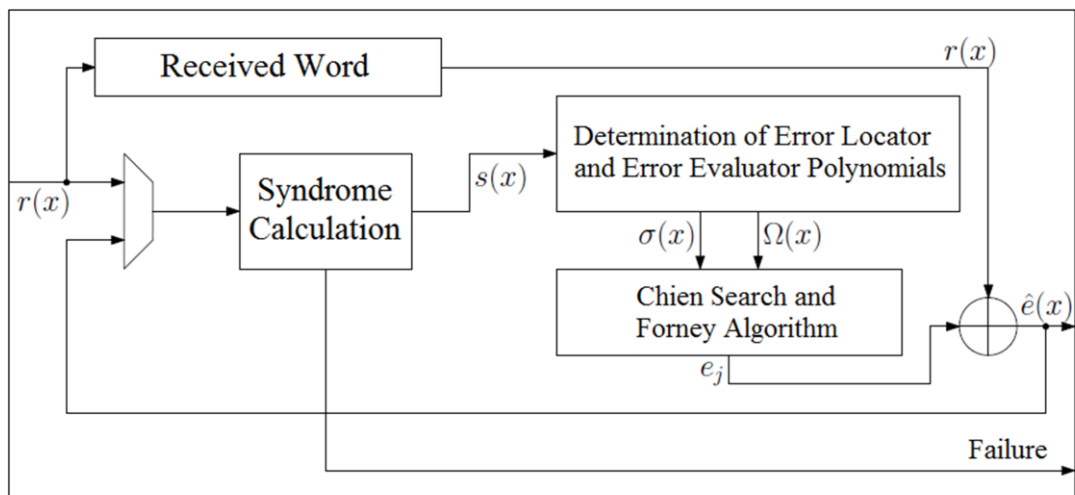 Received Word
r(x)
Determination of Error Locator
and Error Evaluator Polynomials
Syndrome
Calculation
s(x)
r(x)
σ(x)
Ω(x)
Chien Search and
Forney Algorithm
ê(x)
e_j
Failure